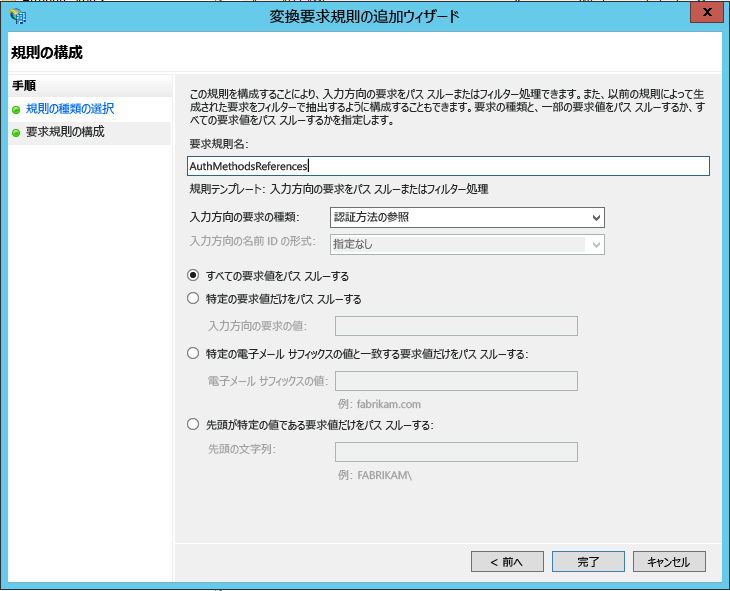 変換要求規則の追加ウィザード
x
規則の構成
手順
規則の種類の選択
要求規則の構成
この規則を構成することにより、入力方向の要求をパス スルーまたはフィルター処理できます。また、以前の規則によって生
成された要求をフィルターで抽出するように構成することもできます。要求の種類と、一部の要求値をパス スルーするか、す
べての要求値をパス スルーするかを指定します。
要求規則名:
AuthMethodsReferences
規則テンプレート: 入力方向の要求をパス スルーまたはフィルター処理
入力方向の要求の種類: 認証方法の参照
入力方向の名前 ID の形式: 指定なし
すべての要求値をパス スルーする
特定の要求値だけをパス スルーする
入力方向の要求の値:
特定の電子メール サフィックスの値と一致する要求値だけをパス スルーする:
電子メール サフィックスの値:
例: fabrikam.com
先頭が特定の値である要求値だけをパス スルーする:
先頭の文字列:
例: FABRIKAM\
< 前へ 完了 キャンセル